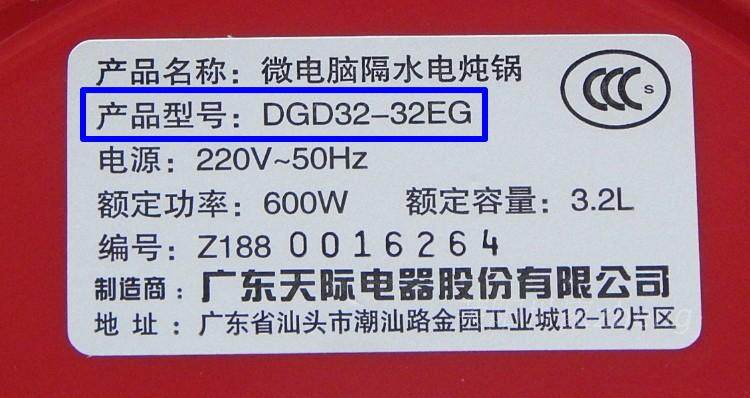 产品名称：微电脑隔水电炖锅
产品型号：DGD32-32EG
电源：220V~50Hz
额定功率：600W 额定容量：3.2L
编号：Z188 0016264
制造商：广东天际电器股份有限公司
地 址：广东省汕头市潮汕路金园工业城12-12片区
CCC S